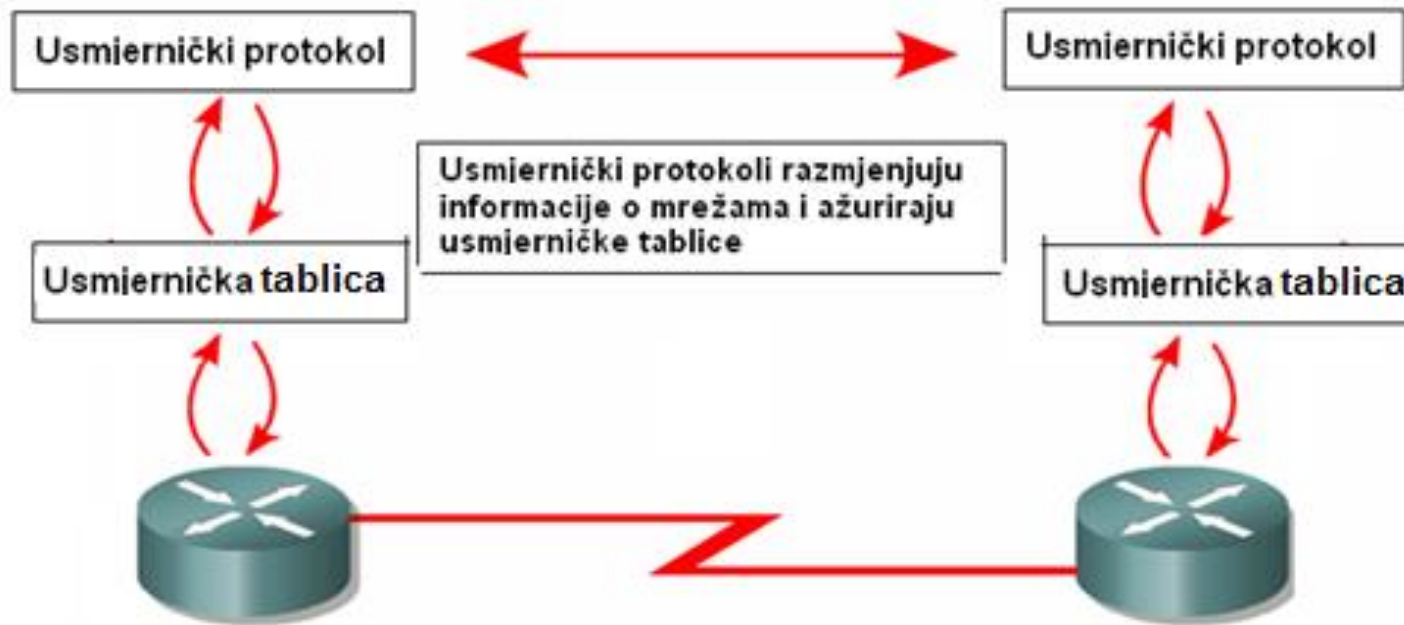 Usmjernički protokol
Usmjernički protokol
Usmjernički protokoli razmjenjuju
informacije o mrežama i ažuriraju
usmjerničke tablice
Usmjernička tablica
Usmjernička tablica